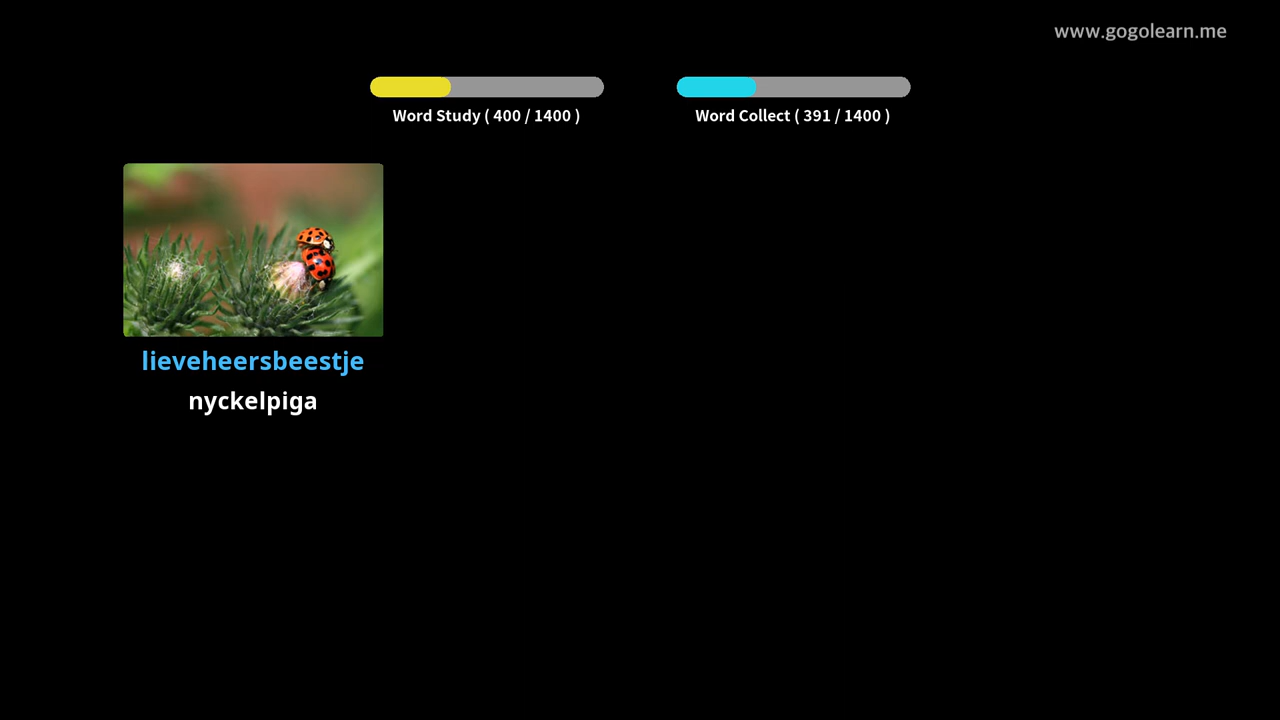 www.gogolearn.me
Word Study ( 400 / 1400 )
Word Collect ( 391 / 1400 )
lieveheersbeestje
nyckelpiga